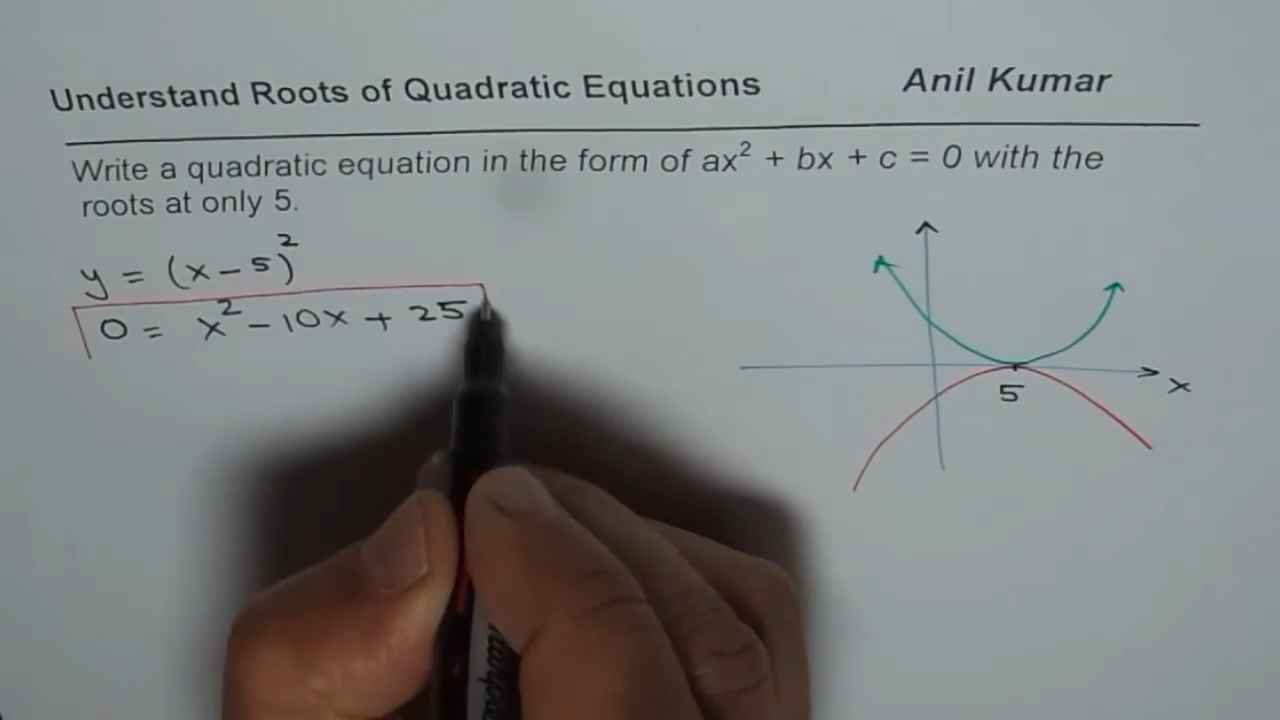 Understand Roots of Quadratic Equations Anil Kumar
Write a quadratic equation in the form of ax² + bx + c = 0 with the
roots at only 5.
y = (x - 5)²
0 = x² - 10x + 25
5
x